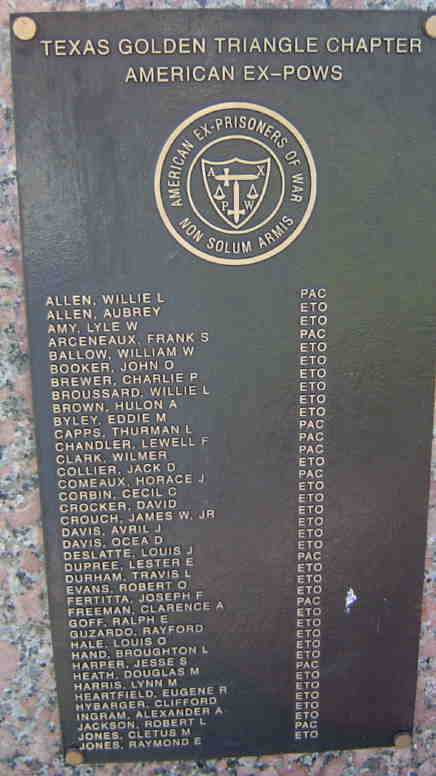 TEXAS GOLDEN TRIANGLE CHAPTER
AMERICAN EX-POWS
AMERICAN EX-PRISONERS OF WAR
A X
P W
NON SOLUM ARMIS
ALLEN, WILLIE L PAC
ALLEN, AUBREY ETO
AMY, LYLE W ETO
ARCENEAUX, FRANK S PAC
BALLOW, WILLIAM W ETO
BOOKER, JOHN O ETO
BREWER, CHARLIE P ETO
BROUSSARD, WILLIE L ETO
BROWN, HULON A ETO
BYLEY, EDDIE M ETO
CAPPS, THURMAN L PAC
CHANDLER, LEWELL F PAC
CLARK, WILMER PAC
COLLIER, JACK D ETO
COMEAUX, HORACE J PAC
CORBIN, CECIL C ETO
CROCKER, DAVID ETO
CROUCH, JAMES W, JR ETO
DAVIS, AVRIL J ETO
DAVIS, OCEA D ETO
DESLATTE, LOUIS J ETO
DUPREE, LESTER E PAC
DURHAM, TRAVIS L ETO
EVANS, ROBERT O ETO
FERTITTA, JOSEPH F ETO
FREEMAN, CLARENCE A PAC
GOFF, RALPH E ETO
GUZARDO, RAYFORD ETO
HALE, LOUIS O ETO
HAND, BROUGHTON L ETO
HARPER, JESSE S ETO
HEATH, DOUGLAS M PAC
HARRIS, LYNN M ETO
HEARTFIELD, EUGENE R ETO
HYBARGER, CLIFFORD ETO
INGRAM, ALEXANDER A ETO
JACKSON, ROBERT L ETO
JONES, CLETUS M PAC
JONES, RAYMOND E ETO